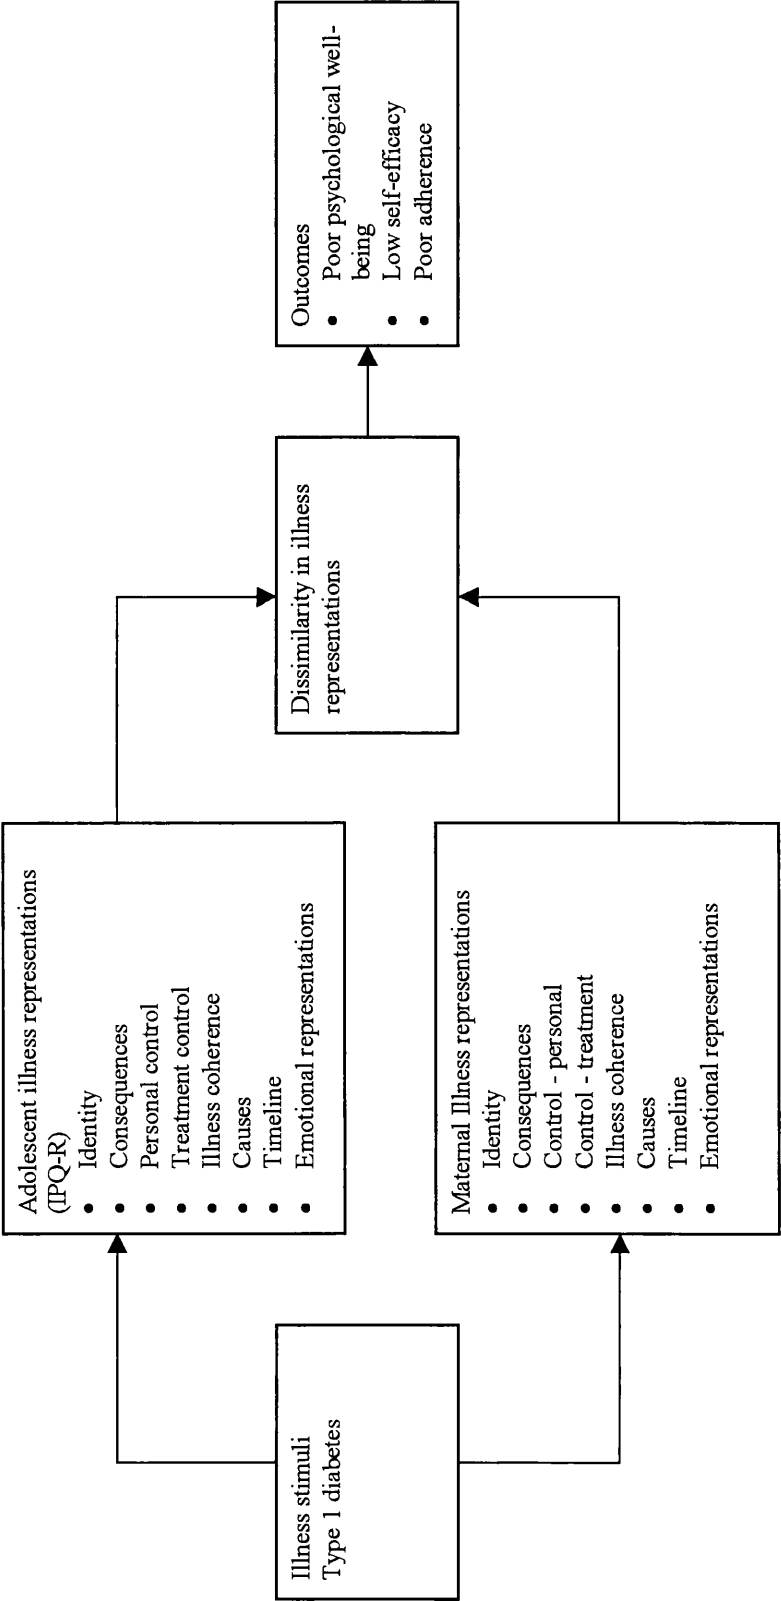 Illness stimuli
Type 1 diabetes
Adolescent illness representations
(IPQ-R)
• Identity
• Consequences
• Personal control
• Treatment control
• Illness coherence
• Causes
• Timeline
• Emotional representations
Maternal Illness representations
• Identity
• Consequences
• Control - personal
• Control - treatment
• Illness coherence
• Causes
• Timeline
• Emotional representations
Dissimilarity in illness
representations
Outcomes
• Poor psychological well-
being
• Low self-efficacy
• Poor adherence